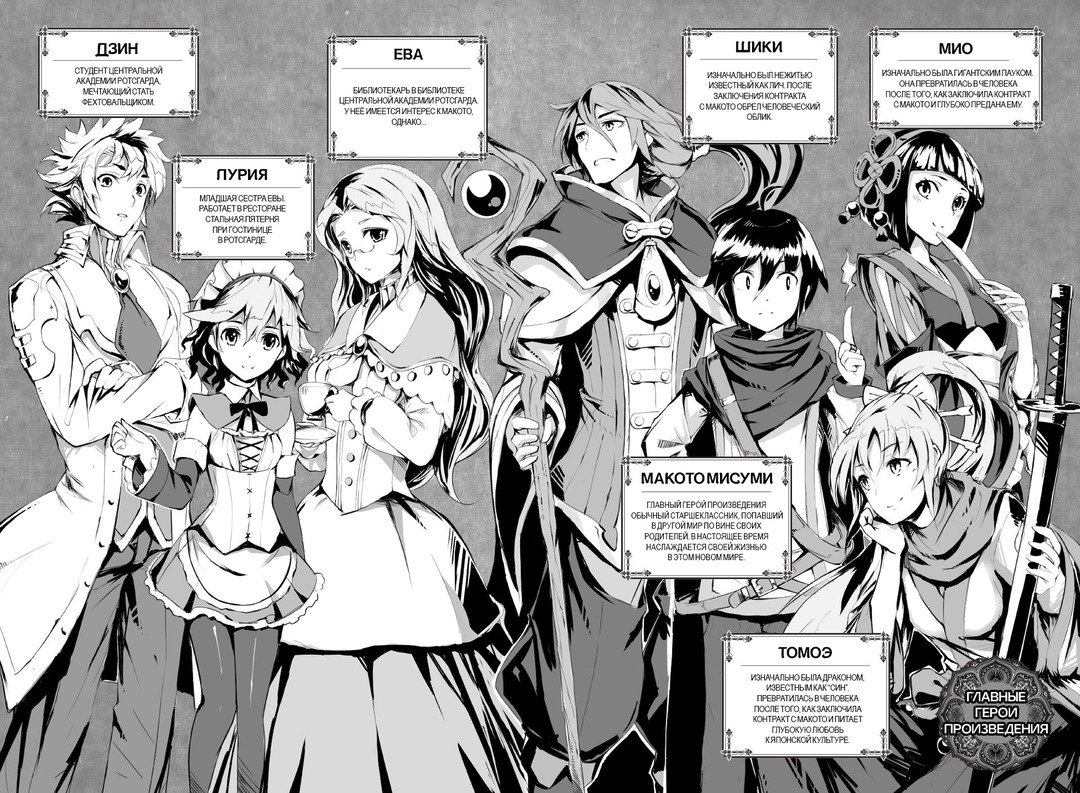 ДЗИН
СТУДЕНТ ЦЕНТРАЛЬНОЙ
АКАДЕМИИ РОТСГАРДА,
МЕЧТАЮЩИЙ СТАТЬ
ФЕХТОВАЛЬЩИКОМ.
ЛУРИЯ
МЛАДШАЯ СЕСТРА ЕВЫ.
РАБОТАЕТ В РЕСТОРАНЕ
СТАЛЬНАЯ ПЯТЕРНЯ
ПРИ ГОСТИНИЦЕ
В РОТСГАРДЕ.
ЕВА
БИБЛИОТЕКАРЬ В БИБЛИОТЕКЕ
ЦЕНТРАЛЬНОЙ АКАДЕМИИ РОТСГАРДА.
У НЕЁ ИМЕЕТСЯ ИНТЕРЕС К МАКОТО,
ОДНАКО...
ШИКИ
ИЗНАЧАЛЬНО БЫЛ НЕЖИТЬЮ
ИЗВЕСТНЫЙ КАК ЛИЧ. ПОСЛЕ
ЗАКЛЮЧЕНИЯ КОНТРАКТА
С МАКОТО ОБРЕЛ ЧЕЛОВЕЧЕСКИЙ
ОБЛИК.
МИО
ИЗНАЧАЛЬНО БЫЛА ГИГАНТСКИМ ПАУКОМ.
ОНА ПРЕВРАТИЛАСЬ В ЧЕЛОВЕКА
ПОСЛЕ ТОГО, КАК ЗАКЛЮЧИЛА КОНТРАКТ
С МАКОТО И ГЛУБОКО ПРЕДАНА ЕМУ.
МАКОТО МИСУМИ
ГЛАВНЫЙ ГЕРОЙ ПРОИЗВЕДЕНИЯ
ОБЫЧНЫЙ СТАРШЕКЛАССНИК, ПОПАВШИЙ
В ДРУГОЙ МИР ПО ВИНЕ СВОИХ
РОДИТЕЛЕЙ. В НАСТОЯЩЕЕ ВРЕМЯ
НАСЛАЖДАЕТСЯ СВОЕЙ ЖИЗНЬЮ
В ЭТОМ НОВОМ МИРЕ.
ТОМОЭ
ИЗНАЧАЛЬНО БЫЛА ДРАКОНОМ,
ИЗВЕСТНЫМ КАК "СИН".
ПРЕВРАТИЛАСЬ В ЧЕЛОВЕКА
ПОСЛЕ ТОГО, КАК ЗАКЛЮЧИЛА
КОНТРАКТ С МАКОТО И ПИТАЕТ
ГЛУБОКУЮ ЛЮБОВЬ
К ЯПОНСКОЙ КУЛЬТУРЕ.
ГЛАВНЫЕ
ГЕРОИ
ПРОИЗВЕДЕНИЯ